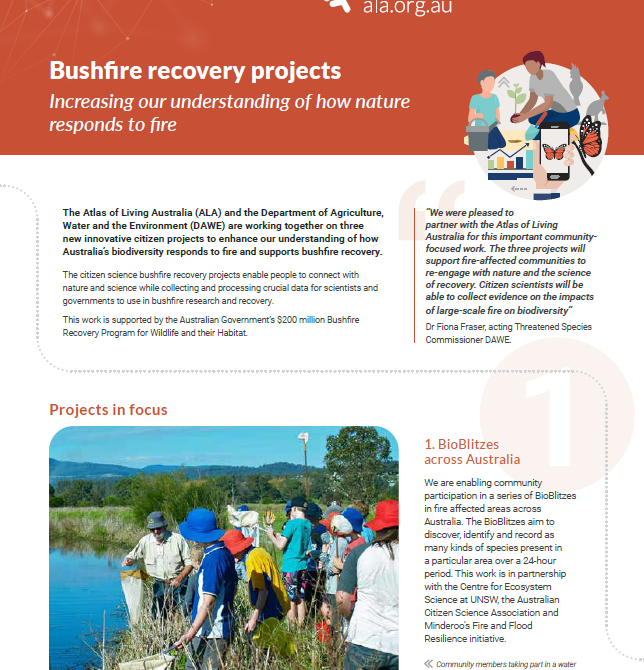 ala.org.au
Bushfire recovery projects
Increasing our understanding of how nature
responds to fire
The Atlas of Living Australia (ALA) and the Department of Agriculture,
Water and the Environment (DAWE) are working together on three
new innovative citizen projects to enhance our understanding of how
Australia's biodiversity responds to fire and supports bushfire recovery.
The citizen science bushfire recovery projects enable people to connect with
nature and science while collecting and processing crucial data for scientists and
governments to use in bushfire research and recovery.
This work is supported by the Australian Government's $200 million Bushfire
Recovery Program for Wildlife and their Habitat.
“
"We were pleased to
partner with the Atlas of Living
Australia for this important community-
focused work. The three projects will
support fire-affected communities to
re-engage with nature and the science
of recovery. Citizen scientists will be
able to collect evidence on the impacts
of large-scale fire on biodiversity"
Dr Fiona Fraser, acting Threatened Species
Commissioner DAWE.
Projects in focus
1
1. BioBlitzes
across Australia
We are enabling community
participation in a series of BioBlitzes
in fire affected areas across
Australia. The BioBlitzes aim to
discover, identify and record as
many kinds of species present in
a particular area over a 24-hour
period. This work is in partnership
with the Centre for Ecosystem
Science at UNSW, the Australian
Citizen Science Association and
Minderoo's Fire and Flood
Resilience initiative.
Community members taking part in a water